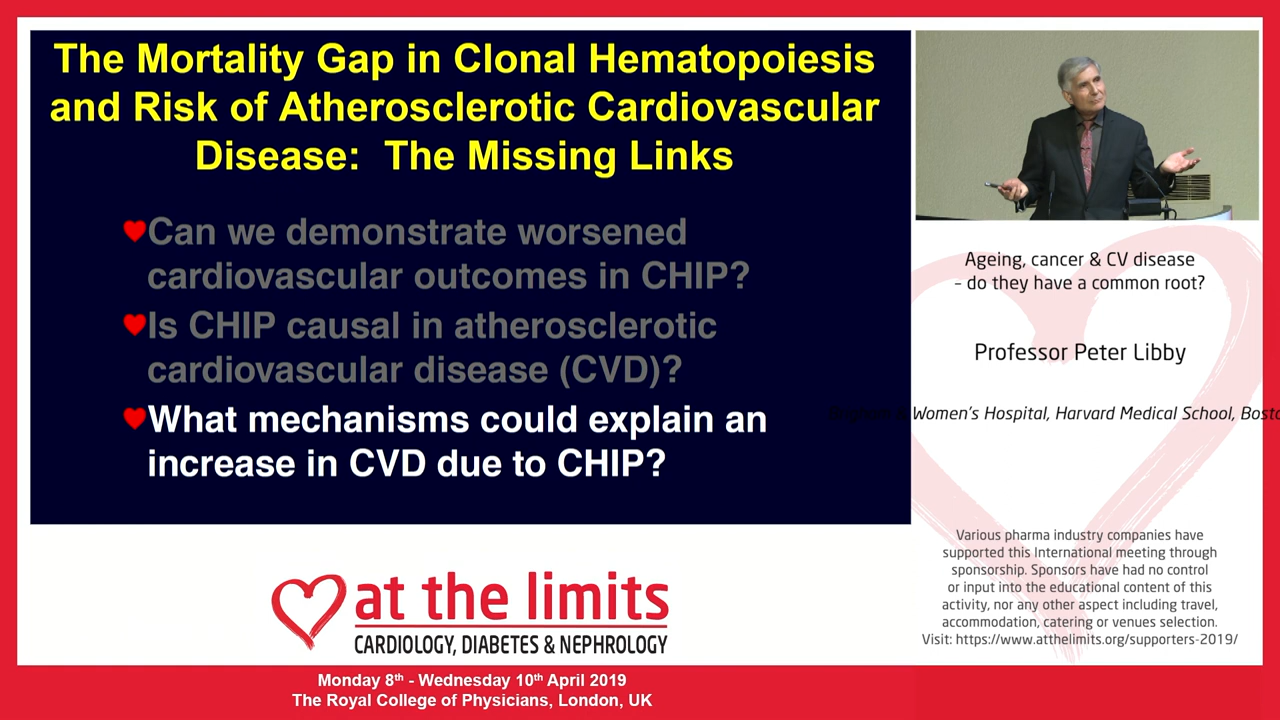 The Mortality Gap in Clonal Hematopoiesis
and Risk of Atherosclerotic Cardiovascular
Disease: The Missing Links
Can we demonstrate worsened
cardiovascular outcomes in CHIP?
Is CHIP causal in atherosclerotic
cardiovascular disease (CVD)?
What mechanisms could explain an
increase in CVD due to CHIP?
Ageing, cancer & CV disease
– do they have a common root?
Professor Peter Libby
Women's Hospital, Harvard Medical School,
Various pharma industry companies have
supported this International meeting through
sponsorship. Sponsors have had no control
or input into the educational content of this
activity, nor any other aspect including travel,
accommodation, catering or venues selection.
Visit: https://www.atthelimits.org/supporters-2019/
at the limits
CARDIOLOGY, DIABETES & NEPHROLOGY
Monday 8th - Wednesday 10th April 2019
The Royal College of Physicians, London, UK